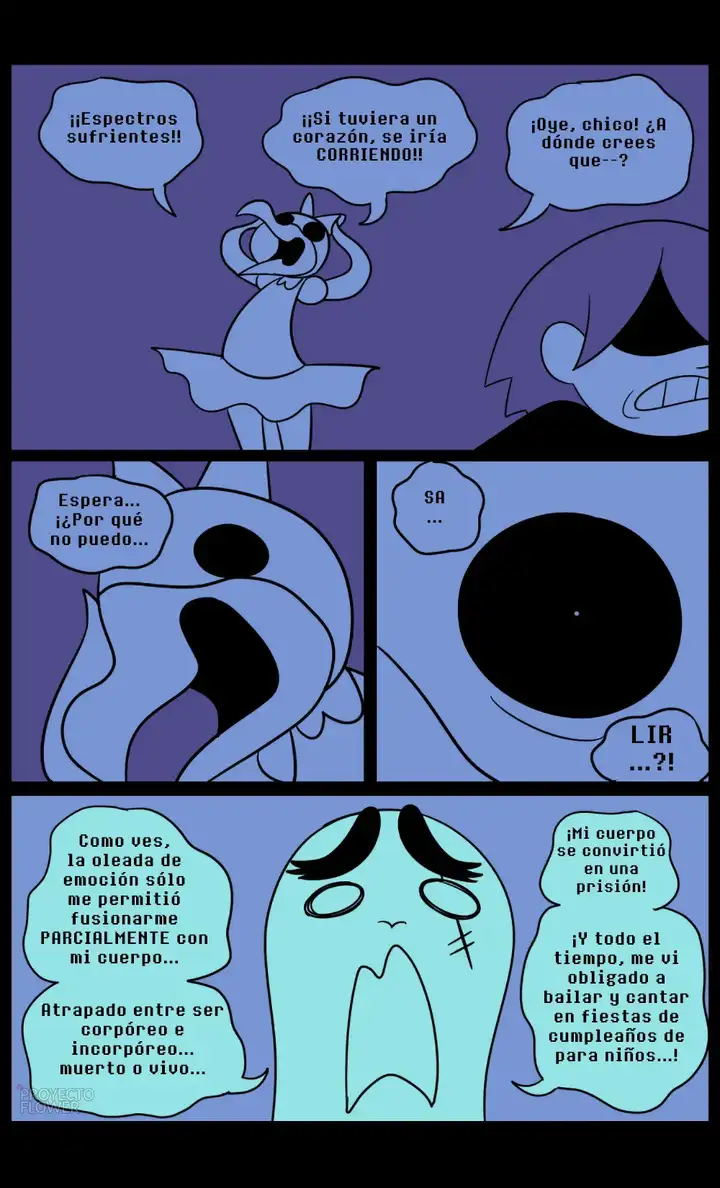 ¡¡Espectros
sufrientes!!
¡¡Si tuviera un
corazón, se iría
CORRIENDO!!
¡Oye, chico! ¿A
dónde crees
que--?
Espera...
¡¿Por qué
no puedo...
SA
...
LIR
...?!
Como ves,
la oleada de
emoción sólo
me permitió
fusionarme
PARCIALMENTE con
mi cuerpo...
Atrapado entre ser
corpóreo e
incorpóreo...
muerto o vivo...
¡Mi cuerpo
se convirtió
en una
prisión!
¡Y todo el
tiempo, me vi
obligado a
bailar y cantar
en fiestas de
cumpleaños de
para niños...!
PROYECTO
FLOWER